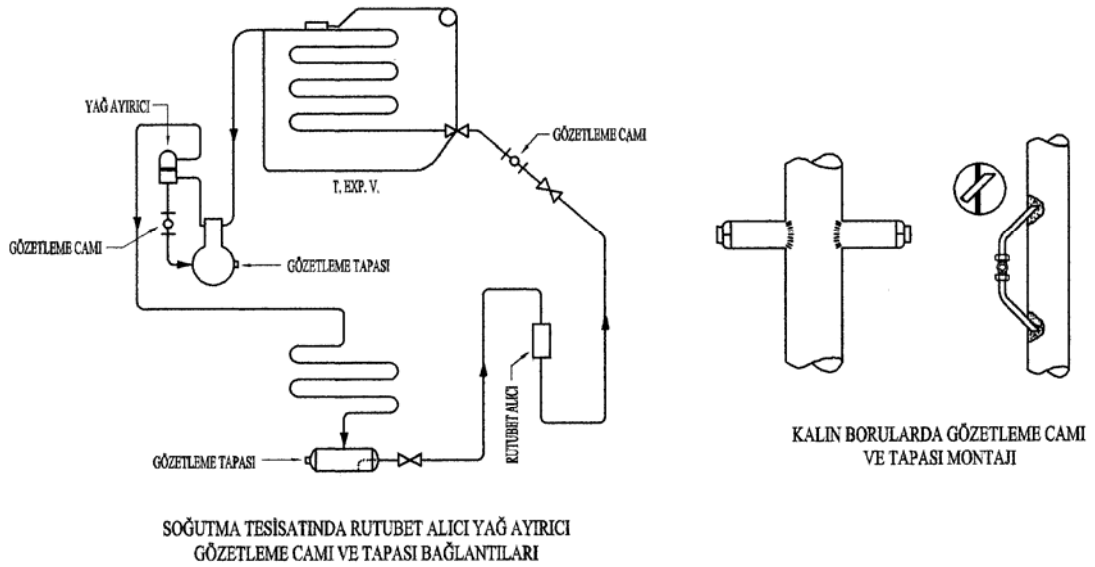 YAĞ AYIRICI
GÖZETLEME CAMI
T. EXP. V.
GÖZETLEME CAMI
GÖZETLEME TAPASI
RUTUBET ALICI
GÖZETLEME TAPASI
KALIN BORULARDA GÖZETLEME CAMI
VE TAPASI MONTAJI
SOĞUTMA TESİSATINDA RUTUBET ALICI YAĞ AYIRICI
GÖZETLEME CAMI VE TAPASI BAĞLANTILARI